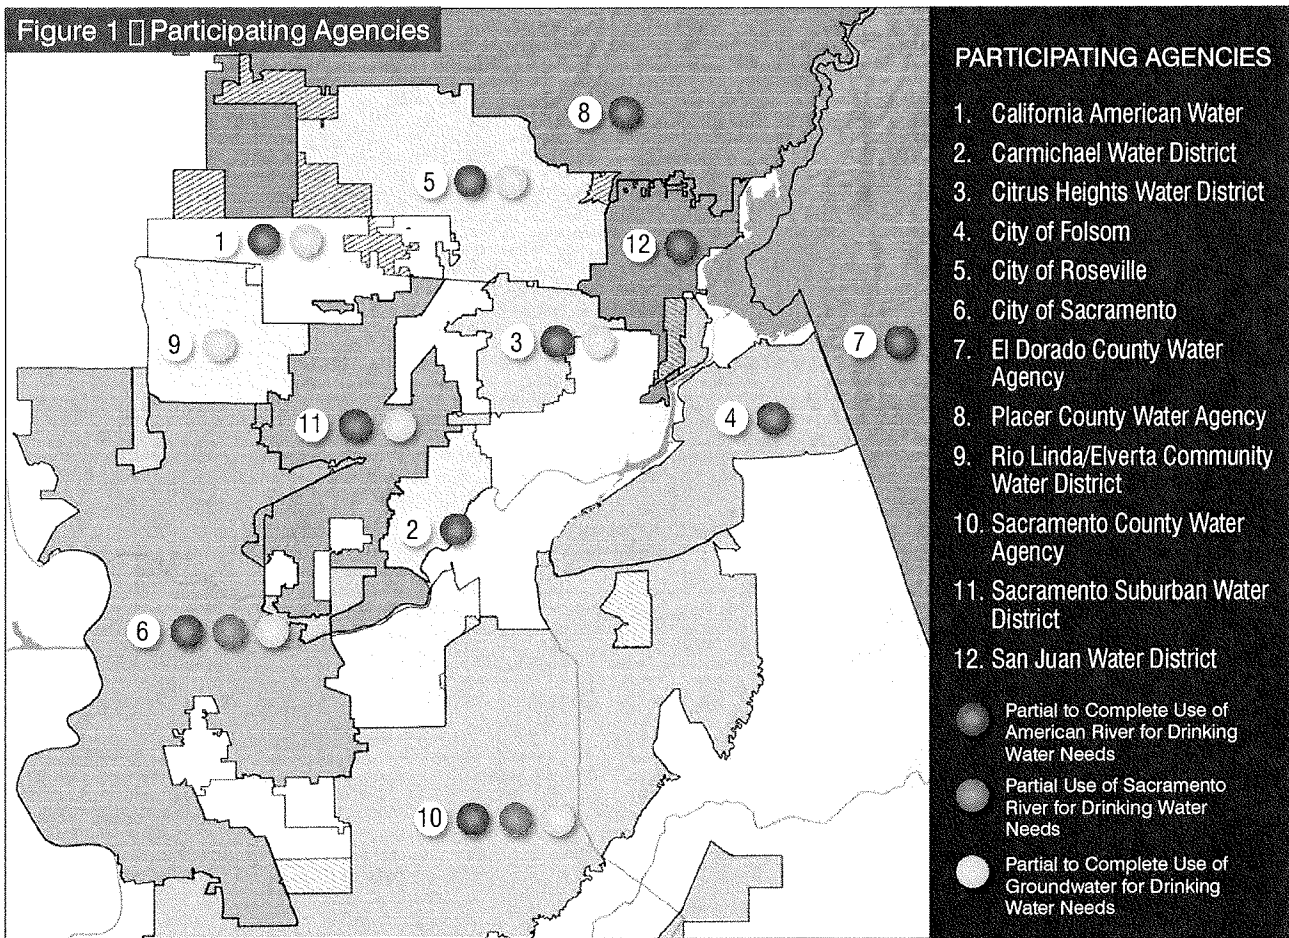 Figure 1 ▯ Participating Agencies
8
5
12
1
7
3
9
4
11
2
6
10
PARTICIPATING AGENCIES
1. California American Water
2. Carmichael Water District
3. Citrus Heights Water District
4. City of Folsom
5. City of Roseville
6. City of Sacramento
7. El Dorado County Water
Agency
8. Placer County Water Agency
9. Rio Linda/Elverta Community
Water District
10. Sacramento County Water
Agency
11. Sacramento Suburban Water
District
12. San Juan Water District
Partial to Complete Use of
American River for Drinking
Water Needs
Partial Use of Sacramento
River for Drinking Water
Needs
Partial to Complete Use of
Groundwater for Drinking
Water Needs